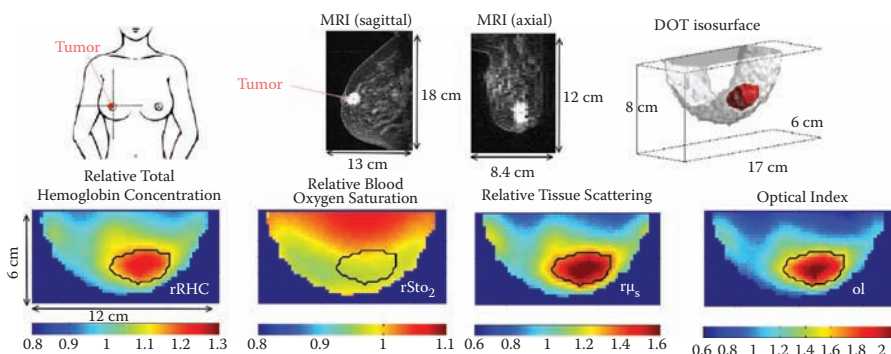 MRI (sagittal)
MRI (axial)
DOT isosurface
Tumor
Tumor
18 cm
12 cm
8 cm
6 cm
13 cm
8.4 cm
17 cm
Relative Total
Hemoglobin Concentration
Relative Blood
Oxygen Saturation
Relative Tissue Scattering
Optical Index
6 cm
rRHC
rSto₂
rμₛ
ol
12 cm
0.8 0.9 1 1.1 1.2 1.3
0.8 0.9 1 1.1
0.6 0.8 1 1.2 1.4 1.6
0.6 0.8 1 1.2 1.4 1.6 1.8 2